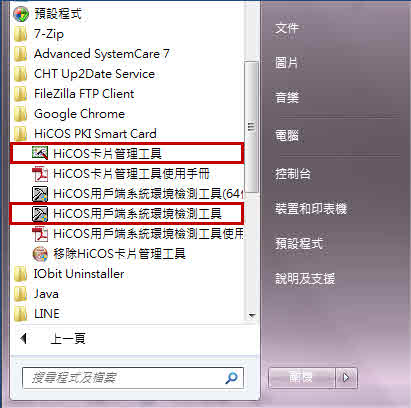 預設程式
7-Zip
Advanced SystemCare 7
CHT Up2Date Service
FileZilla FTP Client
Google Chrome
HiCOS PKI Smart Card
HiCOS卡片管理工具
HiCOS卡片管理工具使用手冊
HiCOS用戶端系統環境檢測工具(64
HiCOS用戶端系統環境檢測工具
HiCOS用戶端系統環境檢測工具使用
移除HiCOS卡片管理工具
IObit Uninstaller
Java
LINE
上一頁
搜尋程式及檔案
文件
圖片
音樂
電腦
控制台
裝置和印表機
預設程式
說明及支援
關機